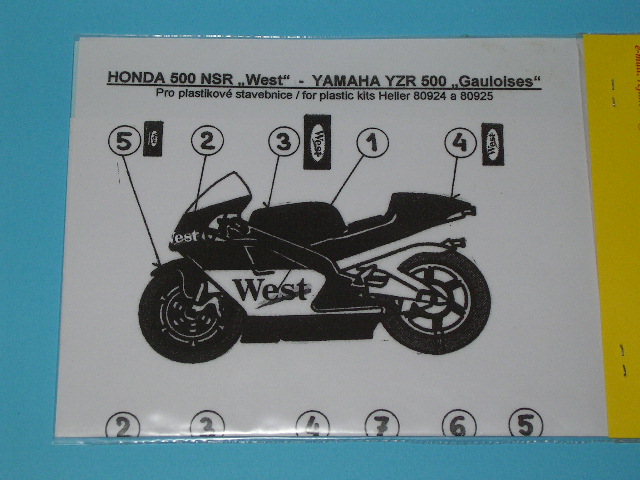 HONDA 500 NSR „West“ - YAMAHA YZR 500 „Gauloises“
Pro plastikové stavebnice / for plastic kits Heller 80924 a 80925
5 2 3 West 1 4 West
West
West
2 3 4 7 6 5